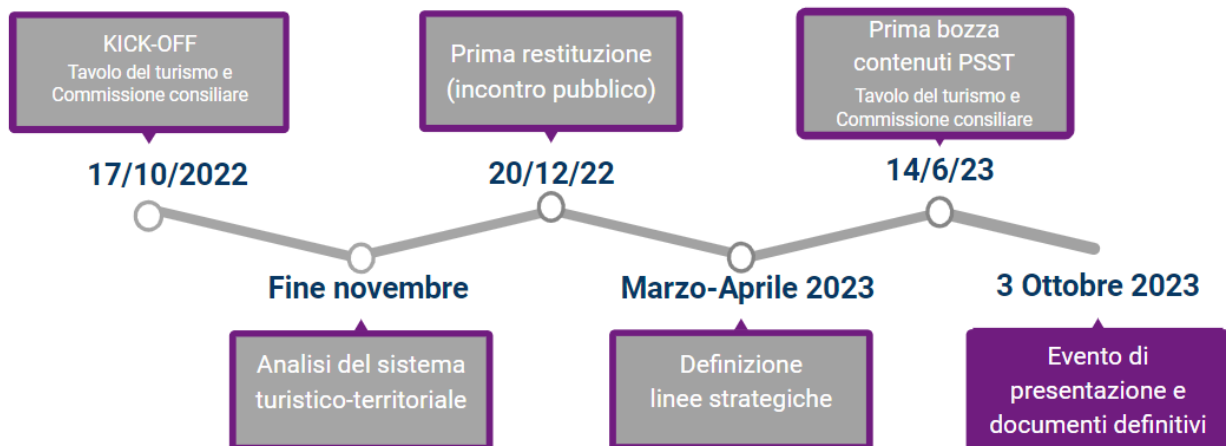 KICK-OFF
Tavolo del turismo e
Commissione consiliare
17/10/2022
Fine novembre
Analisi del sistema
turistico-territoriale
Prima restituzione
(incontro pubblico)
20/12/22
Marzo-Aprile 2023
Definizione
linee strategiche
Prima bozza
contenuti PSST
Tavolo del turismo e
Commissione consiliare
14/6/23
3 Ottobre 2023
Evento di
presentazione e
documenti definitivi